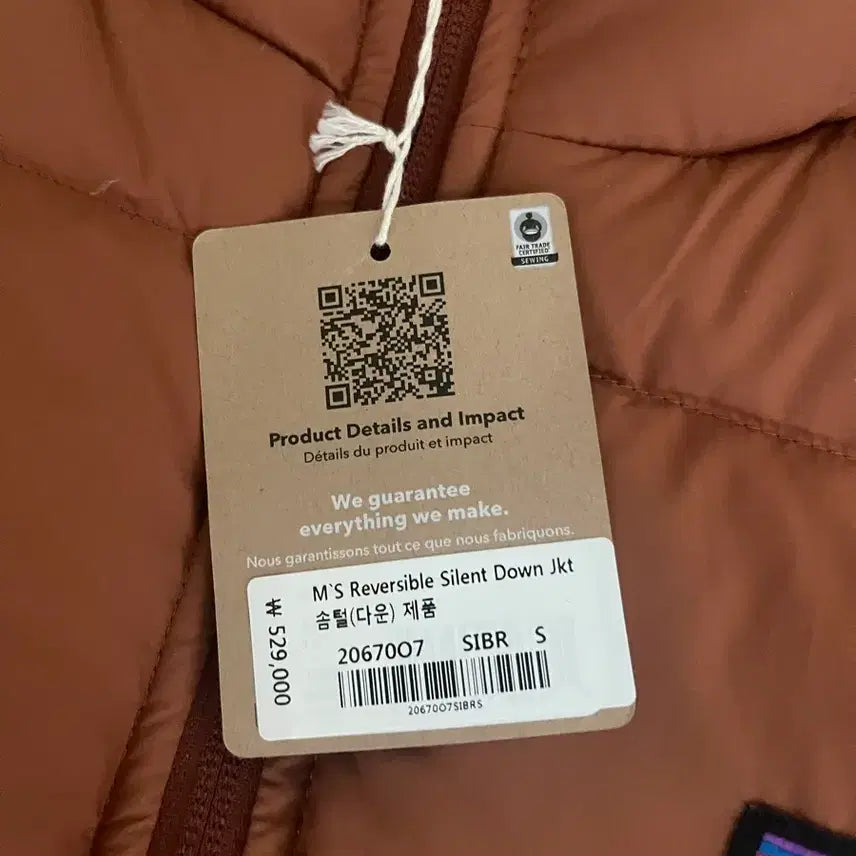 FAIR TRADE
CERTIFIED
SEWING
Product Details and Impact
Détails du produit et impact
We guarantee
everything we make.
Nous garantissons tout ce que nous fabriquons.
M`S Reversible Silent Down Jkt
솜털(다운) 제품
20670O7 SIBR S
20670O7SIBRS
₩ 529,000